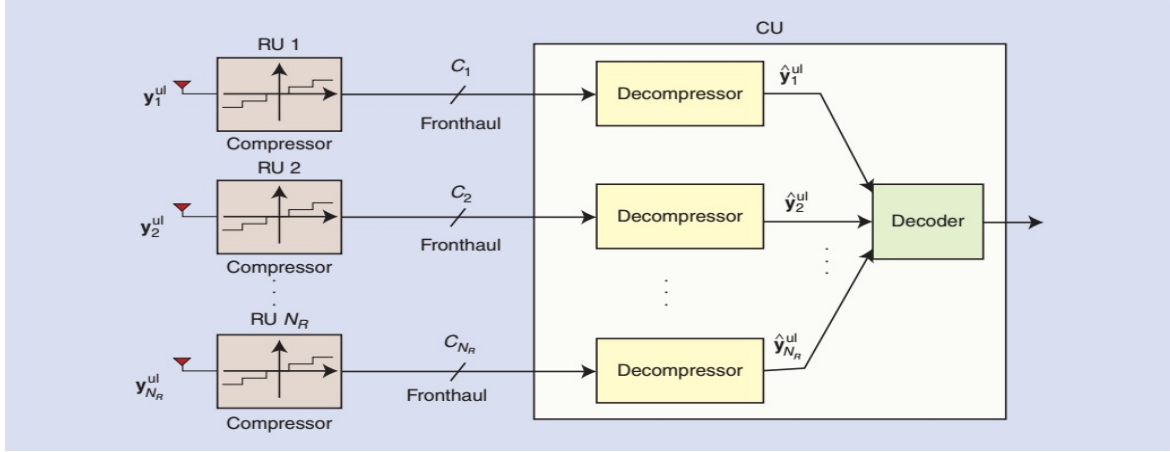 CU
RU 1
y₁ᵘˡ
Compressor
C₁
Fronthaul
Decompressor
ŷ₁ᵘˡ
RU 2
y₂ᵘˡ
Compressor
C₂
Fronthaul
Decompressor
ŷ₂ᵘˡ
Decoder
RU N_R
y_{N_R}^{ul}
Compressor
C_{N_R}
Fronthaul
Decompressor
ŷ_{N_R}^{ul}